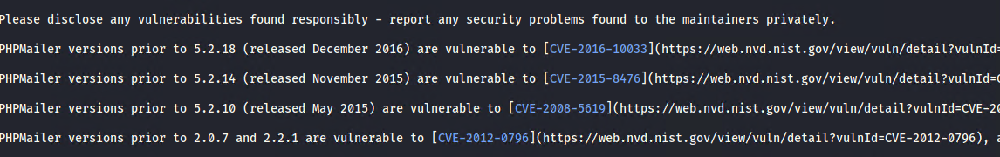 Please disclose any vulnerabilities found responsibly - report any security problems found to the maintainers privately.
PHPMailer versions prior to 5.2.18 (released December 2016) are vulnerable to [CVE-2016-10033](https://web.nvd.nist.gov/view/vuln/detail?vulnId=
PHPMailer versions prior to 5.2.14 (released November 2015) are vulnerable to [CVE-2015-8476](https://web.nvd.nist.gov/view/vuln/detail?vulnId=C
PHPMailer versions prior to 5.2.10 (released May 2015) are vulnerable to [CVE-2008-5619](https://web.nvd.nist.gov/view/vuln/detail?vulnId=CVE-20
PHPMailer versions prior to 2.0.7 and 2.2.1 are vulnerable to [CVE-2012-0796](https://web.nvd.nist.gov/view/vuln/detail?vulnId=CVE-2012-0796), a